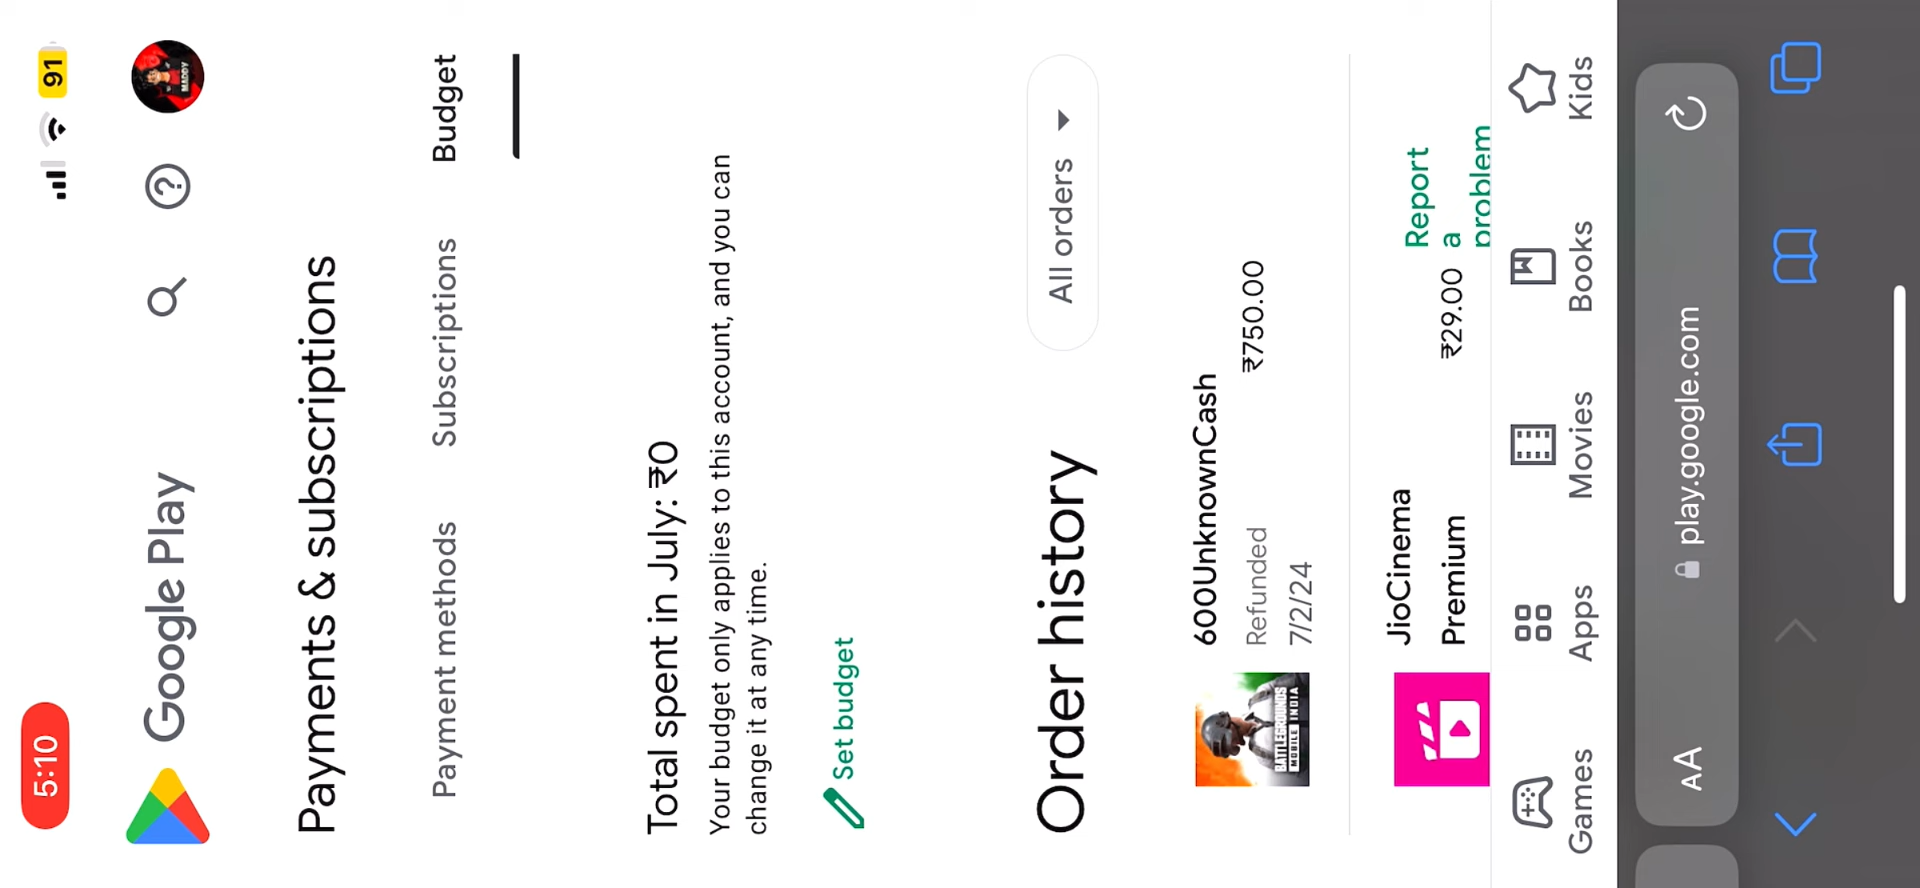 5:10
91
Google Play
MADDY
Payments & subscriptions
Payment methods
Subscriptions
Budget
Total spent in July: ₹0
Your budget only applies to this account, and you can
change it at any time.
Set budget
Order history
All orders
600UnknownCash
Refunded
7/2/24
₹750.00
BATTLEGROUNDS
MOBILE INDIA
JioCinema
Premium
₹29.00
Report
a
problem
Games
Apps
Movies
Books
Kids
AA
play.google.com